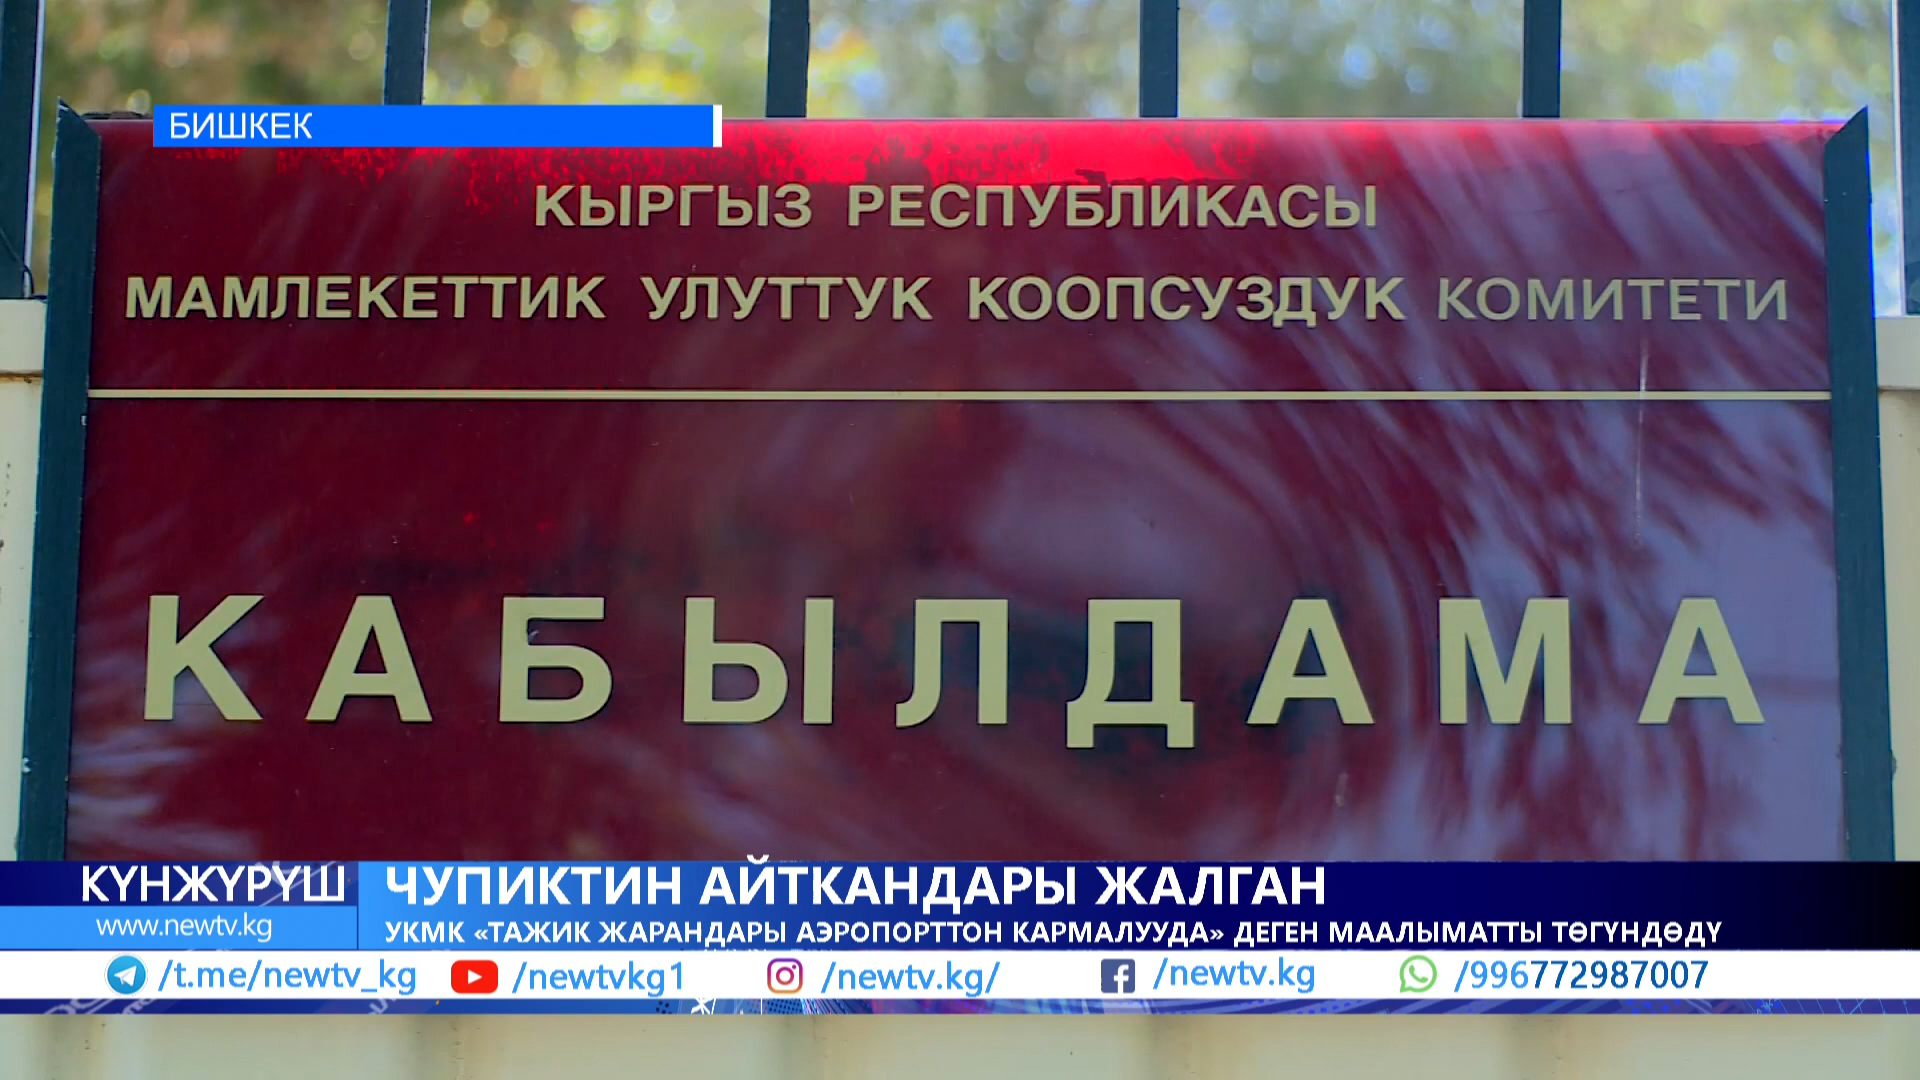 БИШКЕК
КЫРГЫЗ РЕСПУБЛИКАСЫ
МАМЛЕКЕТТИК УЛУТТУК КООПСУЗДУК КОМИТЕТИ
КАБЫЛДАМА
КҮНЖҮРҮШ
www.newtv.kg
ЧУПИКТИН АЙТКАНДАРЫ ЖАЛГАН
УКМК «ТАЖИК ЖАРАНДАРЫ АЭРОПОРТТОН КАРМАЛУУДА» ДЕГЕН МААЛЫМАТТЫ ТӨГҮНДӨДҮ
/t.me/newtv_kg /newtvkg1 /newtv.kg/ /newtv.kg /996772987007